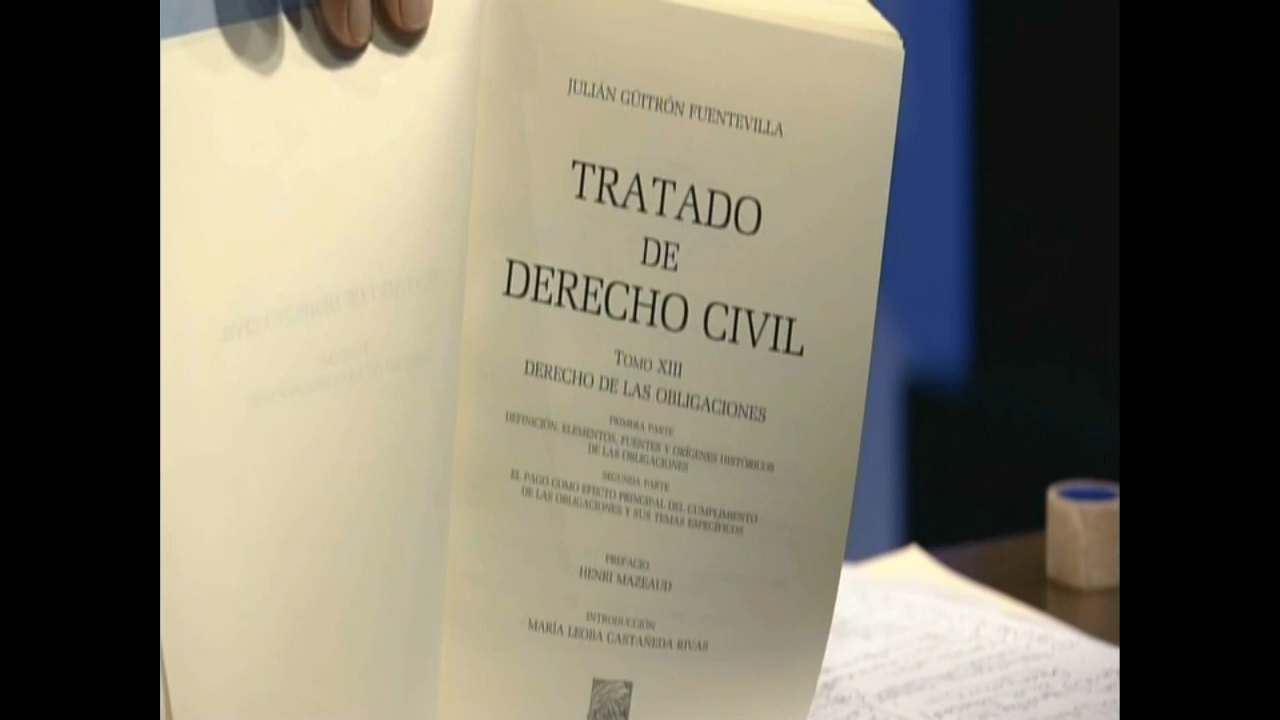 JULIÁN GÜITRÓN FUENTEVILLA
TRATADO
DE
DERECHO CIVIL
TOMO XIII
DERECHO DE LAS OBLIGACIONES
PRIMERA PARTE
DEFINICIÓN, ELEMENTOS, FUENTES Y ORÍGENES HISTÓRICOS
DE LAS OBLIGACIONES
SEGUNDA PARTE
EL PAGO COMO EFECTO PRINCIPAL DEL CUMPLIMIENTO
DE LAS OBLIGACIONES Y SUS TEMAS ESPECÍFICOS
PREFACIO
HENRI MAZEAUD
INTRODUCCIÓN
MARÍA LEOBA CASTAÑEDA RIVAS